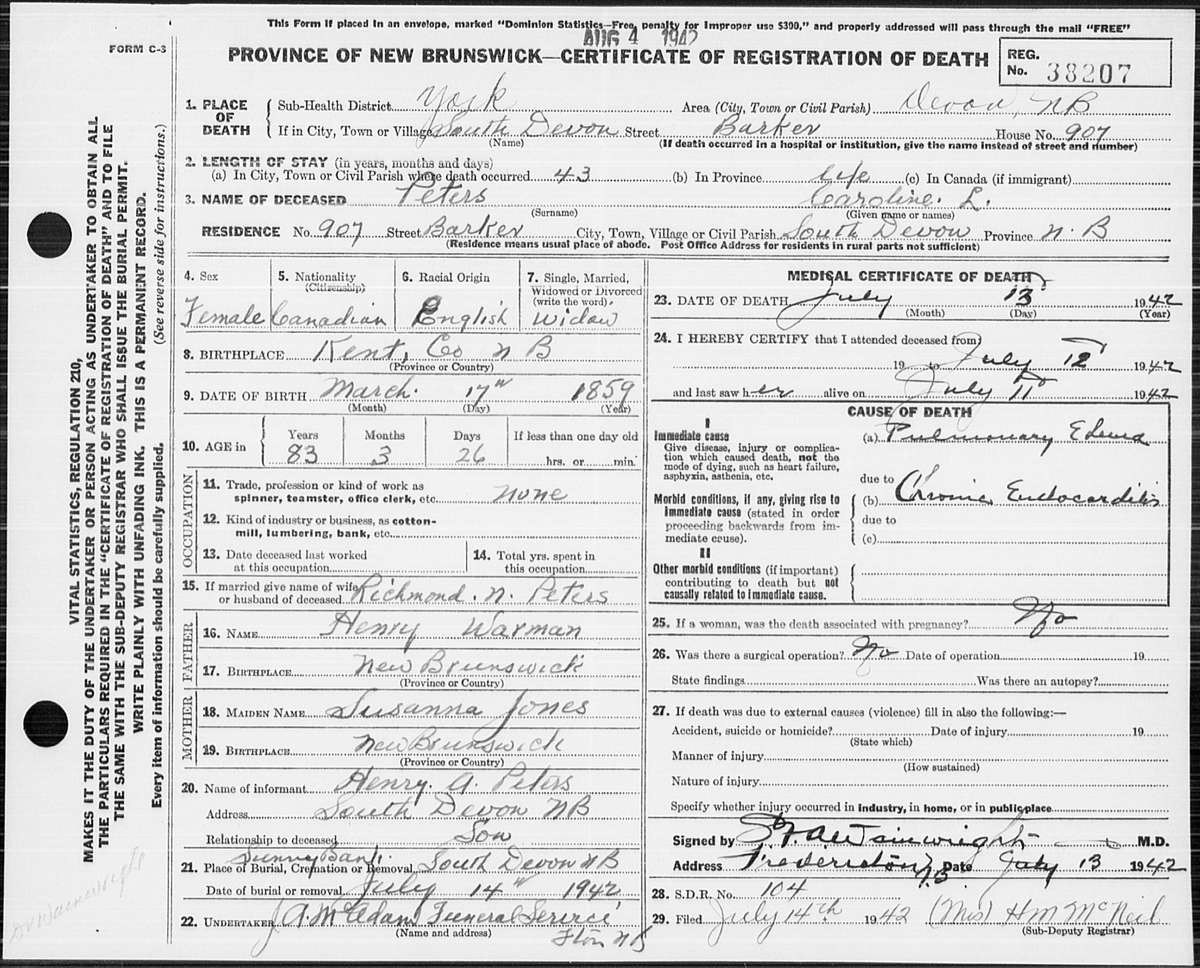 This Form if placed in an envelope, marked "Dominion Statistics—Free, penalty for improper use $300," and properly addressed will pass through the mail "FREE"
AUG 4 1942
FORM C-3
PROVINCE OF NEW BRUNSWICK—CERTIFICATE OF REGISTRATION OF DEATH
REG. No. 38207
1. PLACE OF DEATH Sub-Health District York Area (City, Town or Civil Parish) Devon, NB
If in City, Town or Village South Devon Street Barker House No. 907
(Name) (If death occurred in a hospital or institution, give the name instead of street and number)
2. LENGTH OF STAY (in years, months and days)
(a) In City, Town or Civil Parish where death occurred 43 (b) In Province Life (c) In Canada (if immigrant)
3. NAME OF DECEASED Peters Caroline. L.
(Surname) (Given name or names)
RESIDENCE No. 907 Street Barker City, Town, Village or Civil Parish South Devon Province N. B
(Residence means usual place of abode. Post Office Address for residents in rural parts not sufficient)
4. Sex 5. Nationality (Citizenship) 6. Racial Origin 7. Single, Married, Widowed or Divorced (write the word)
Female Canadian English Widow
8. BIRTHPLACE Kent, Co N B
(Province or Country)
9. DATE OF BIRTH March. 17th 1859
(Month) (Day) (Year)
10. AGE in Years Months Days If less than one day old
83 3 26 hrs. or min.
OCCUPATION
11. Trade, profession or kind of work as spinner, teamster, office clerk, etc. none
12. Kind of industry or business, as cotton-mill, lumbering, bank, etc.
13. Date deceased last worked at this occupation 14. Total yrs. spent in this occupation
15. If married give name of wife or husband of deceased Richmond. N. Peters
FATHER
16. NAME Henry Warman
17. BIRTHPLACE New Brunswick
(Province or Country)
MOTHER
18. MAIDEN NAME Susanna Jones
19. BIRTHPLACE New Brunswick
(Province or Country)
20. Name of informant Henry. A. Peters
Address South Devon NB
Relationship to deceased Son
21. Place of Burial, Cremation or Removal Sunny Bank. South Devon NB
Date of burial or removal July 14th 1942
22. UNDERTAKER J. A. McAdam Funeral Service
(Name and address) Fton NB
MEDICAL CERTIFICATE OF DEATH
23. DATE OF DEATH July 13 1942
(Month) (Day) (Year)
24. I HEREBY CERTIFY that I attended deceased from
19 to July 12 1942
and last saw her alive on July 11 1942
CAUSE OF DEATH
I
Immediate cause (a) Pulmonary Edema
Give disease, injury or complication which caused death, not the mode of dying, such as heart failure, asphyxia, asthenia, etc.
due to
Morbid conditions, if any, giving rise to immediate cause (stated in order proceeding backwards from immediate cause). (b) Chronic Endocarditis
due to
(c)
II
Other morbid conditions (if important) contributing to death but not causally related to immediate cause.
25. If a woman, was the death associated with pregnancy? No
26. Was there a surgical operation? No Date of operation 19
State findings Was there an autopsy?
27. If death was due to external causes (violence) fill in also the following:—
Accident, suicide or homicide? Date of injury 19
(State which)
Manner of injury
(How sustained)
Nature of injury
Specify whether injury occurred in industry, in home, or in public place
Signed by Wainwright M.D.
Address Fredericton NB Date July 13 1942
28. S.D.R. No. 104
29. Filed July 14th 1942 (Miss) H M McNeil
(Sub-Deputy Registrar)
VITAL STATISTICS, REGULATION 210,
MAKES IT THE DUTY OF THE UNDERTAKER OR PERSON ACTING AS UNDERTAKER TO OBTAIN ALL
THE PARTICULARS REQUIRED IN THE "CERTIFICATE OF REGISTRATION OF DEATH" AND TO FILE
THE SAME WITH THE SUB-DEPUTY REGISTRAR WHO SHALL ISSUE THE BURIAL PERMIT.
WRITE PLAINLY WITH UNFADING INK. THIS IS A PERMANENT RECORD.
Every item of information should be carefully supplied. (See reverse side for instructions.)
Wainwright